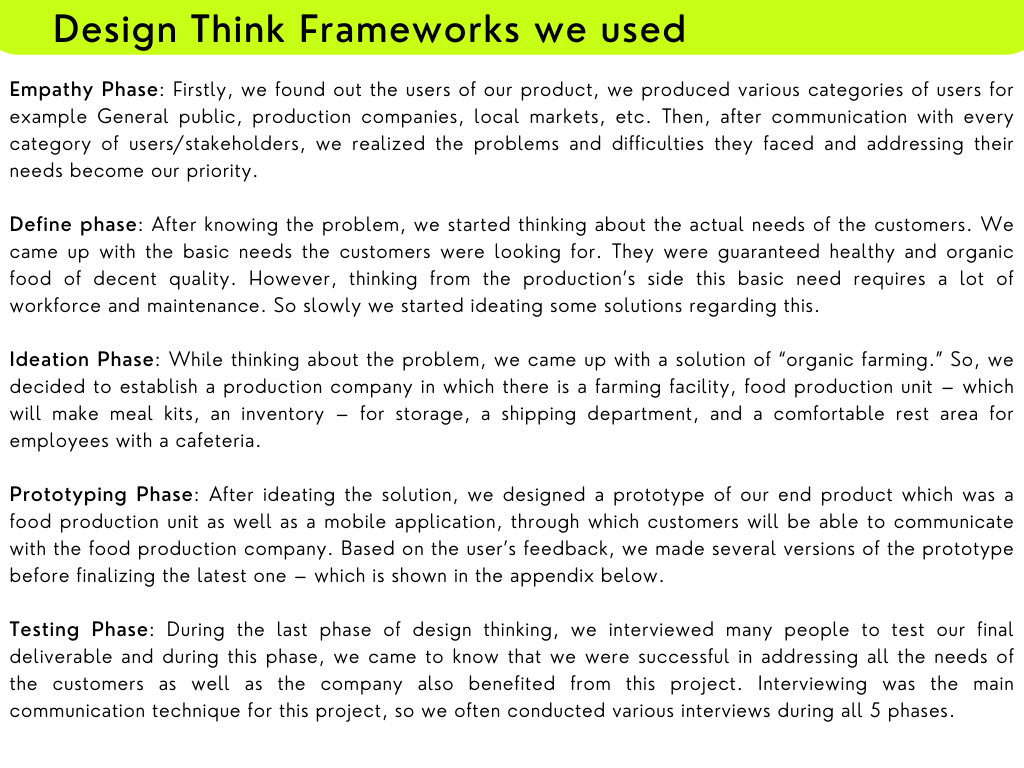 Design Think Frameworks we used
Empathy Phase: Firstly, we found out the users of our product, we produced various categories of users for
example General public, production companies, local markets, etc. Then, after communication with every
category of users/stakeholders, we realized the problems and difficulties they faced and addressing their
needs become our priority.
Define phase: After knowing the problem, we started thinking about the actual needs of the customers. We
came up with the basic needs the customers were looking for. They were guaranteed healthy and organic
food of decent quality. However, thinking from the production’s side this basic need requires a lot of
workforce and maintenance. So slowly we started ideating some solutions regarding this.
Ideation Phase: While thinking about the problem, we came up with a solution of “organic farming.” So, we
decided to establish a production company in which there is a farming facility, food production unit – which
will make meal kits, an inventory – for storage, a shipping department, and a comfortable rest area for
employees with a cafeteria.
Prototyping Phase: After ideating the solution, we designed a prototype of our end product which was a
food production unit as well as a mobile application, through which customers will be able to communicate
with the food production company. Based on the user’s feedback, we made several versions of the prototype
before finalizing the latest one – which is shown in the appendix below.
Testing Phase: During the last phase of design thinking, we interviewed many people to test our final
deliverable and during this phase, we came to know that we were successful in addressing all the needs of
the customers as well as the company also benefited from this project. Interviewing was the main
communication technique for this project, so we often conducted various interviews during all 5 phases.